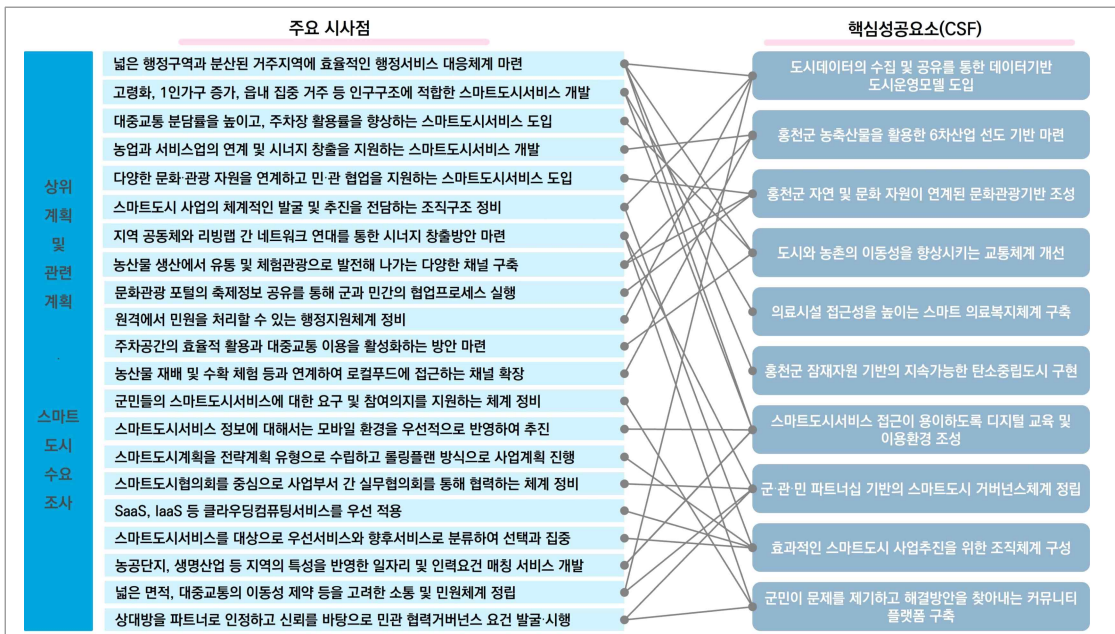 주요 시사점
핵심성공요소(CSF)
상위
계획
및
관련
계획
·
스마트
도시
수요
조사
넓은 행정구역과 분산된 거주지역에 효율적인 행정서비스 대응체계 마련
고령화, 1인가구 증가, 읍내 집중 거주 등 인구구조에 적합한 스마트도시서비스 개발
대중교통 분담률을 높이고, 주차장 활용률을 향상하는 스마트도시서비스 도입
농업과 서비스업의 연계 및 시너지 창출을 지원하는 스마트도시서비스 개발
다양한 문화·관광 자원을 연계하고 민·관 협업을 지원하는 스마트도시서비스 도입
스마트도시 사업의 체계적인 발굴 및 추진을 전담하는 조직구조 정비
지역 공동체와 리빙랩 간 네트워크 연대를 통한 시너지 창출방안 마련
농산물 생산에서 유통 및 체험관광으로 발전해 나가는 다양한 채널 구축
문화관광 포털의 축제정보 공유를 통해 군과 민간의 협업프로세스 실행
원격에서 민원을 처리할 수 있는 행정지원체계 정비
주차공간의 효율적 활용과 대중교통 이용을 활성화하는 방안 마련
농산물 재배 및 수확 체험 등과 연계하여 로컬푸드에 접근하는 채널 확장
군민들의 스마트도시서비스에 대한 요구 및 참여의지를 지원하는 체계 정비
스마트도시서비스 정보에 대해서는 모바일 환경을 우선적으로 반영하여 추진
스마트도시계획을 전략계획 유형으로 수립하고 롤링플랜 방식으로 사업계획 진행
스마트도시협의회를 중심으로 사업부서 간 실무협의회를 통해 협력하는 체계 정비
SaaS, IaaS 등 클라우딩컴퓨팅서비스를 우선 적용
스마트도시서비스를 대상으로 우선서비스와 향후서비스로 분류하여 선택과 집중
농공단지, 생명산업 등 지역의 특성을 반영한 일자리 및 인력요건 매칭 서비스 개발
넓은 면적, 대중교통의 이동성 제약 등을 고려한 소통 및 민원체계 정립
상대방을 파트너로 인정하고 신뢰를 바탕으로 민관 협력거버넌스 요건 발굴·시행
도시데이터의 수집 및 공유를 통한 데이터기반
도시운영모델 도입
홍천군 농축산물을 활용한 6차산업 선도 기반 마련
홍천군 자연 및 문화 자원이 연계된 문화관광기반 조성
도시와 농촌의 이동성을 향상시키는 교통체계 개선
의료시설 접근성을 높이는 스마트 의료복지체계 구축
홍천군 잠재자원 기반의 지속가능한 탄소중립도시 구현
스마트도시서비스 접근이 용이하도록 디지털 교육 및
이용환경 조성
군·관·민 파트너십 기반의 스마트도시 거버넌스체계 정립
효과적인 스마트도시 사업추진을 위한 조직체계 구성
군민이 문제를 제기하고 해결방안을 찾아내는 커뮤니티
플랫폼 구축